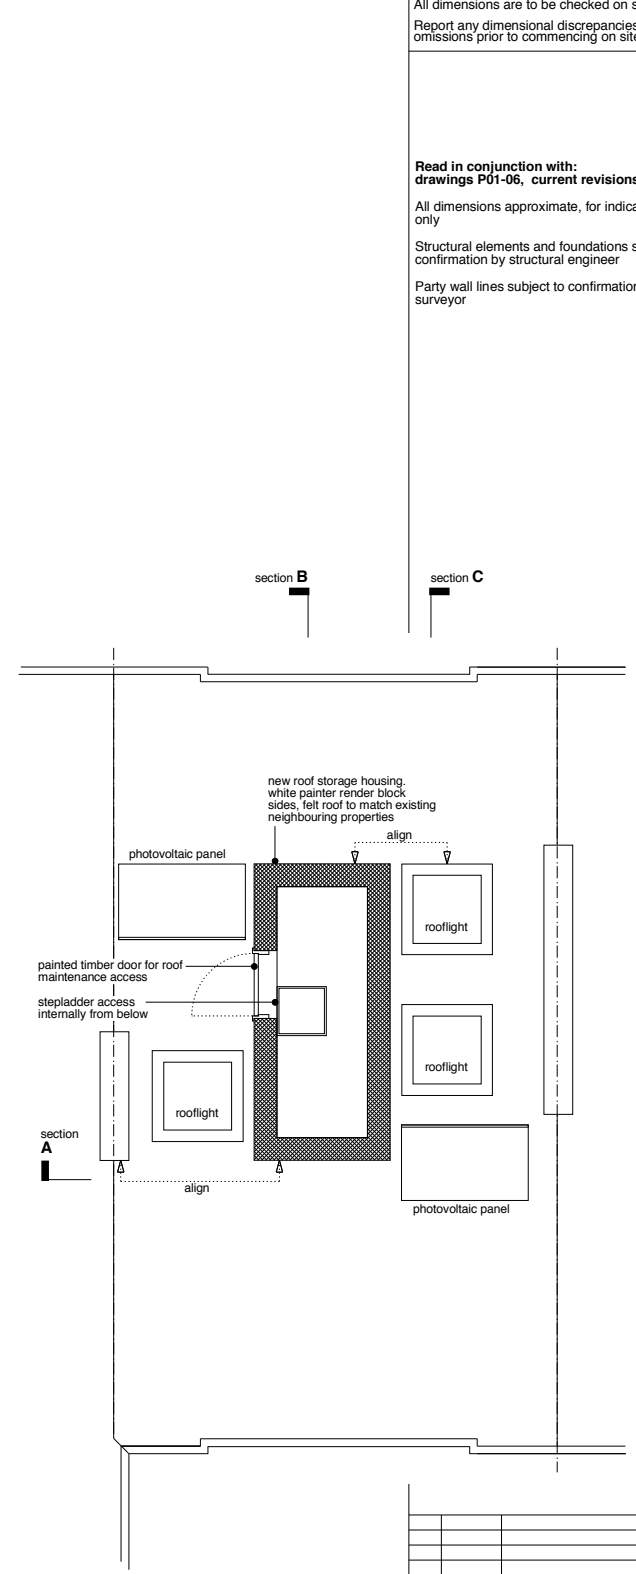 All dimensions are to be checked on s
Report any dimensional discrepancies
omissions prior to commencing on site
Read in conjunction with:
drawings P01-06, current revisions
All dimensions approximate, for indica
only
Structural elements and foundations s
confirmation by structural engineer
Party wall lines subject to confirmation
surveyor
section B
section C
new roof storage housing.
white painter render block
sides, felt roof to match existing
neighbouring properties
align
photovoltaic panel
rooflight
painted timber door for roof
maintenance access
stepladder access
internally from below
rooflight
rooflight
section
A
align
photovoltaic panel